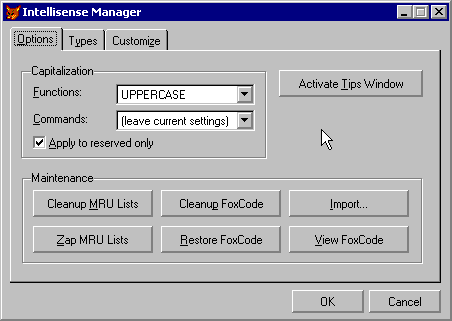 Intellisense Manager
Options Types Customize
Capitalization
Functions: UPPERCASE
Activate Tips Window
Commands: (leave current settings)
Apply to reserved only
Maintenance
Cleanup MRU Lists Cleanup FoxCode Import...
Zap MRU Lists Restore FoxCode View FoxCode
OK Cancel